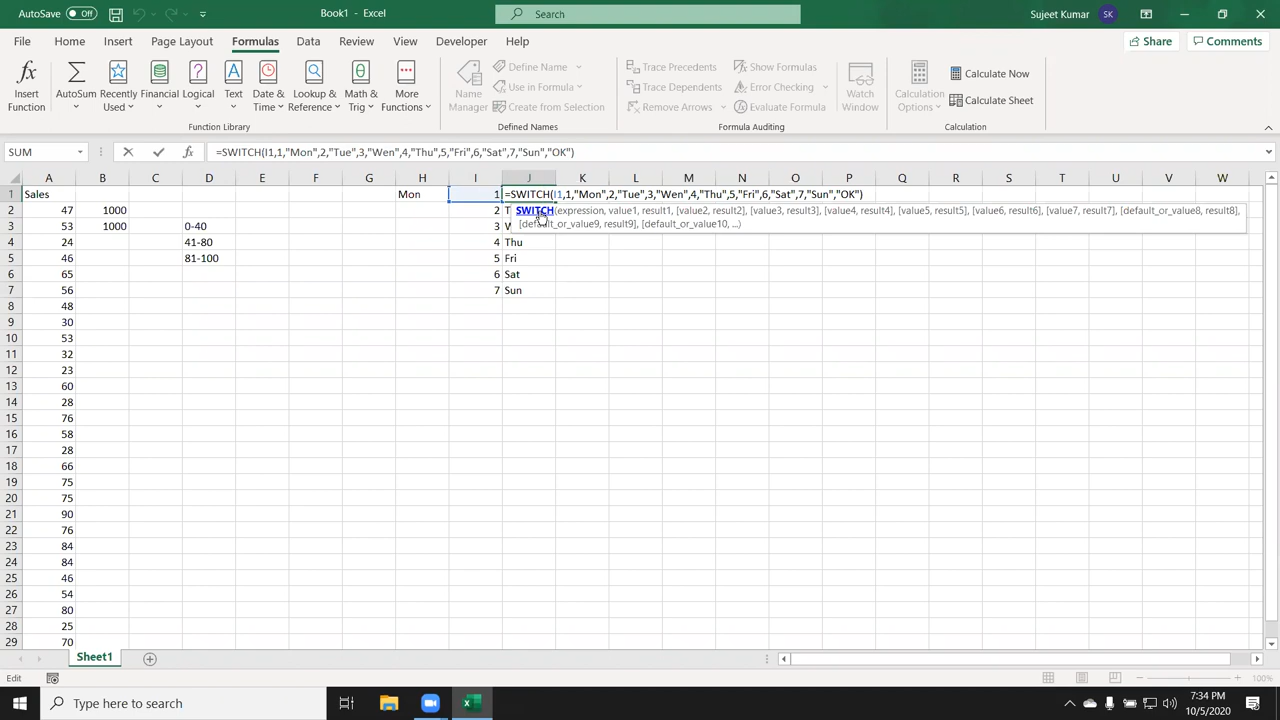 AutoSave Off Book1 - Excel Search Sujeet Kumar SK
File Home Insert Page Layout Formulas Data Review View Developer Help Share Comments
Insert Function AutoSum Recently Used Financial Logical Text Date & Time Lookup & Reference Math & Trig More Functions Name Manager Define Name Use in Formula Create from Selection Trace Precedents Trace Dependents Remove Arrows Show Formulas Error Checking Evaluate Formula Watch Window Calculation Options Calculate Now Calculate Sheet
Function Library Defined Names Formula Auditing Calculation
SUM fx =SWITCH(I1,1,"Mon",2,"Tue",3,"Wen",4,"Thu",5,"Fri",6,"Sat",7,"Sun","OK")
A B C D E F G H I J K L M N O P Q R S T U V W
1 Sales Mon 1 =SWITCH(I1,1,"Mon",2,"Tue",3,"Wen",4,"Thu",5,"Fri",6,"Sat",7,"Sun","OK")
2 47 1000 2 T SWITCH(expression, value1, result1, [value2, result2], [value3, result3], [value4, result4], [value5, result5], [value6, result6], [value7, result7], [default_or_value8, result8],
3 53 1000 0-40 3 W [default_or_value9, result9], [default_or_value10, ...)
4 24 41-80 4 Thu
5 46 81-100 5 Fri
6 65 6 Sat
7 56 7 Sun
8 48
9 30
10 53
11 32
12 23
13 60
14 28
15 76
16 58
17 28
18 66
19 75
20 75
21 90
22 76
23 84
24 84
25 46
26 54
27 80
28 25
29 70
Sheet1
Edit 100%
Type here to search 7:34 PM
10/5/2020